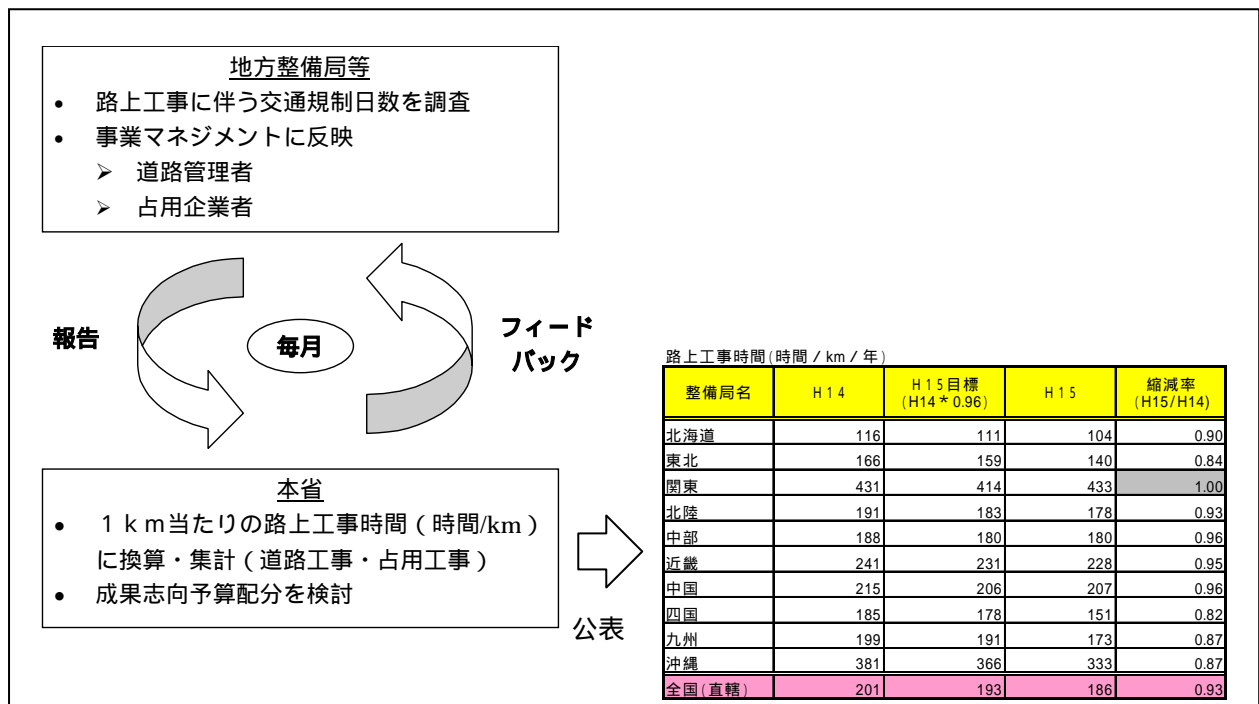 地方整備局等
• 路上工事に伴う交通規制日数を調査
• 事業マネジメントに反映
➢ 道路管理者
➢ 占用企業者
報告
毎月
フィード
バック
本省
• 1km当たりの路上工事時間(時間/km)
に換算・集計(道路工事・占用工事)
• 成果志向予算配分を検討
公表
路上工事時間(時間/km/年)
整備局名 H14 H15目標(H14*0.96) H15 縮減率(H15/H14)
北海道 116 111 104 0.90
東北 166 159 140 0.84
関東 431 414 433 1.00
北陸 191 183 178 0.93
中部 188 180 180 0.96
近畿 241 231 228 0.95
中国 215 206 207 0.96
四国 185 178 151 0.82
九州 199 191 173 0.87
沖縄 381 366 333 0.87
全国(直轄) 201 193 186 0.93